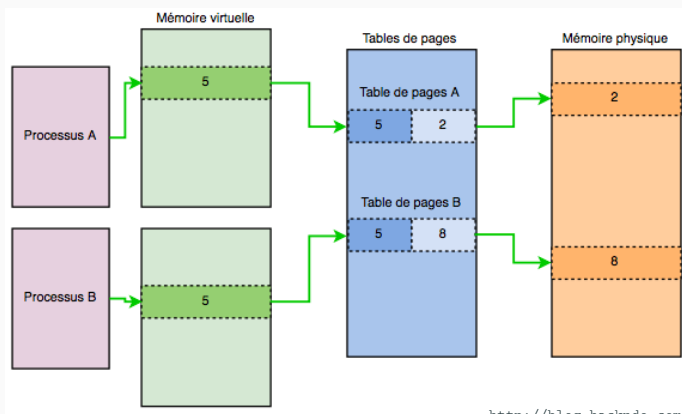 Mémoire virtuelle
Tables de pages
Mémoire physique
Processus A
5
Table de pages A
5 2
2
Processus B
5
Table de pages B
5 8
8